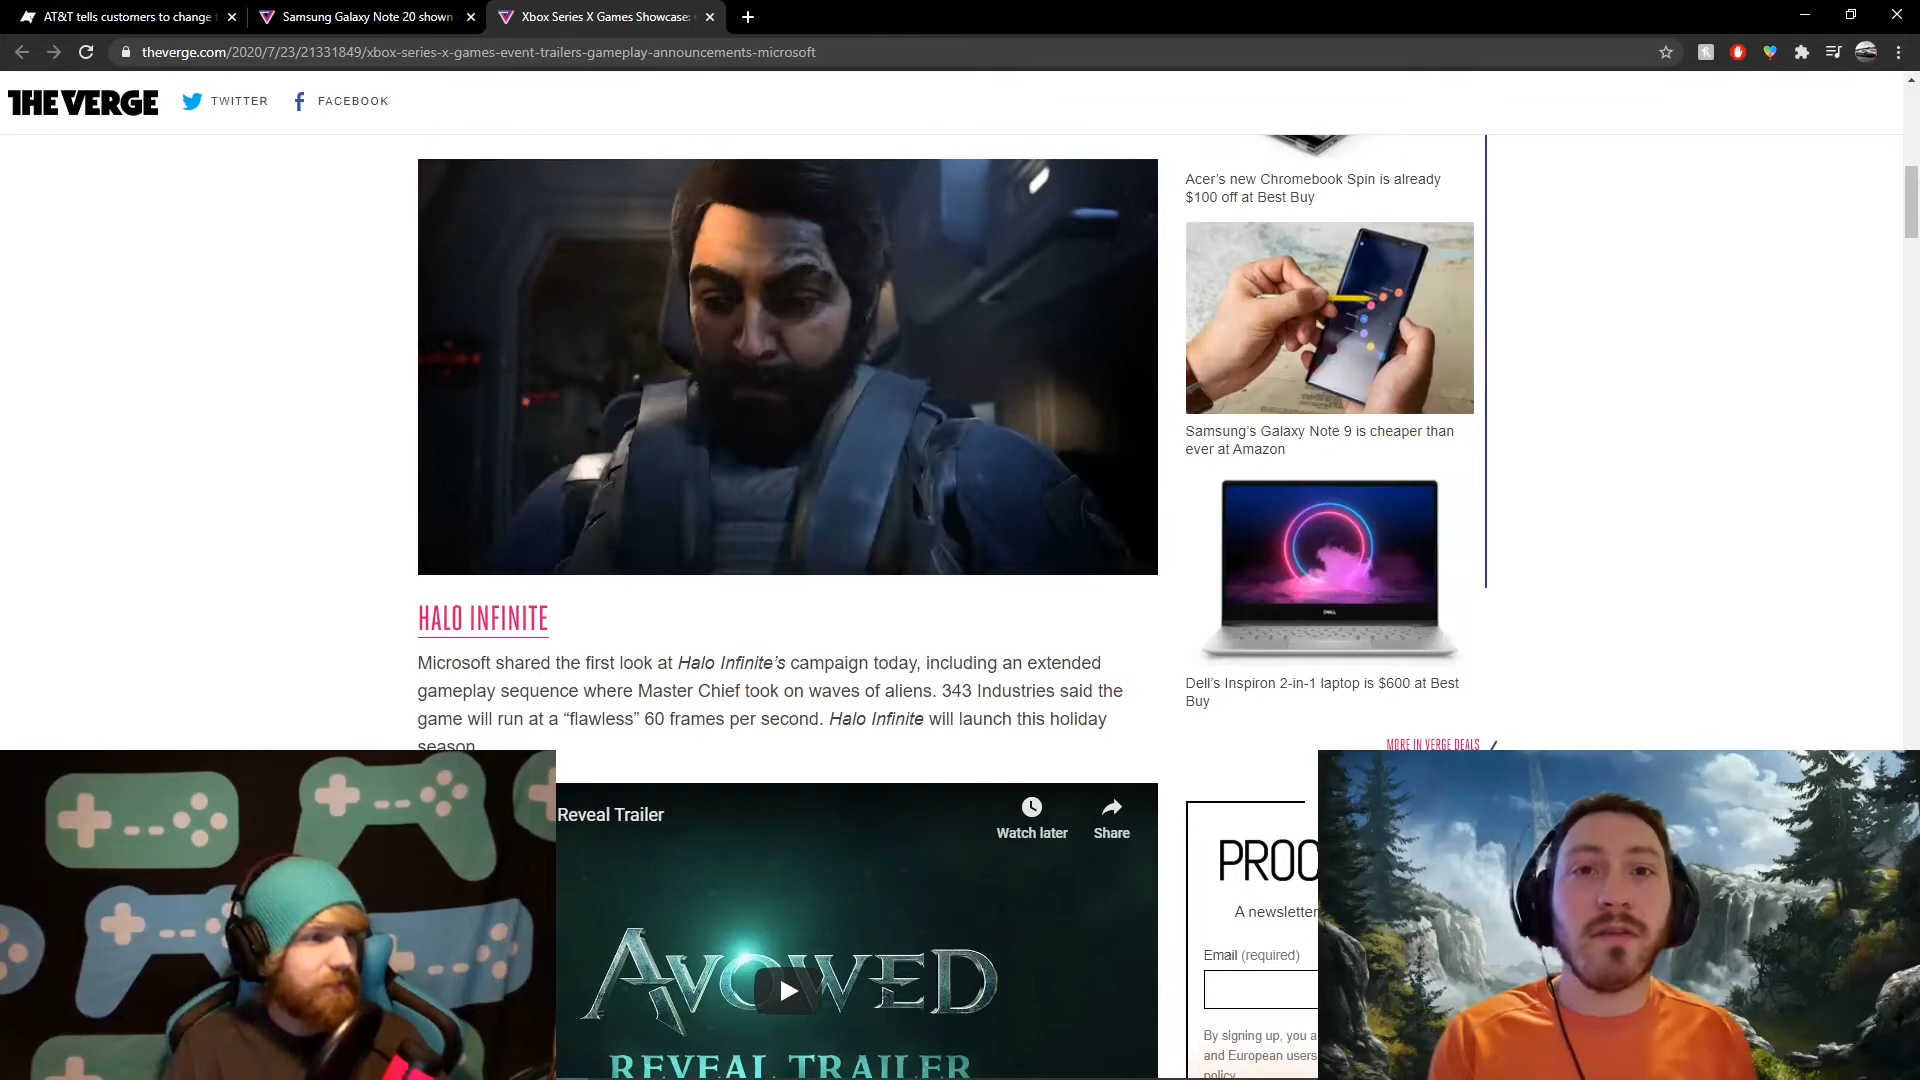 AT&T tells customers to change
Samsung Galaxy Note 20 shown
Xbox Series X Games Showcase:
theverge.com/2020/7/23/21331849/xbox-series-x-games-event-trailers-gameplay-announcements-microsoft
THE VERGE
TWITTER
FACEBOOK
Acer's new Chromebook Spin is already
$100 off at Best Buy
Samsung's Galaxy Note 9 is cheaper than
ever at Amazon
DELL
Dell's Inspiron 2-in-1 laptop is $600 at Best
Buy
MORE IN VERGE DEALS
HALO INFINITE
Microsoft shared the first look at Halo Infinite's campaign today, including an extended
gameplay sequence where Master Chief took on waves of aliens. 343 Industries said the
game will run at a “flawless” 60 frames per second. Halo Infinite will launch this holiday
season
Reveal Trailer
Watch later
Share
AVOWED
REVEAL TRAILER
PROC
A newsletter
Email (required)
By signing up, you a
and European users
policy